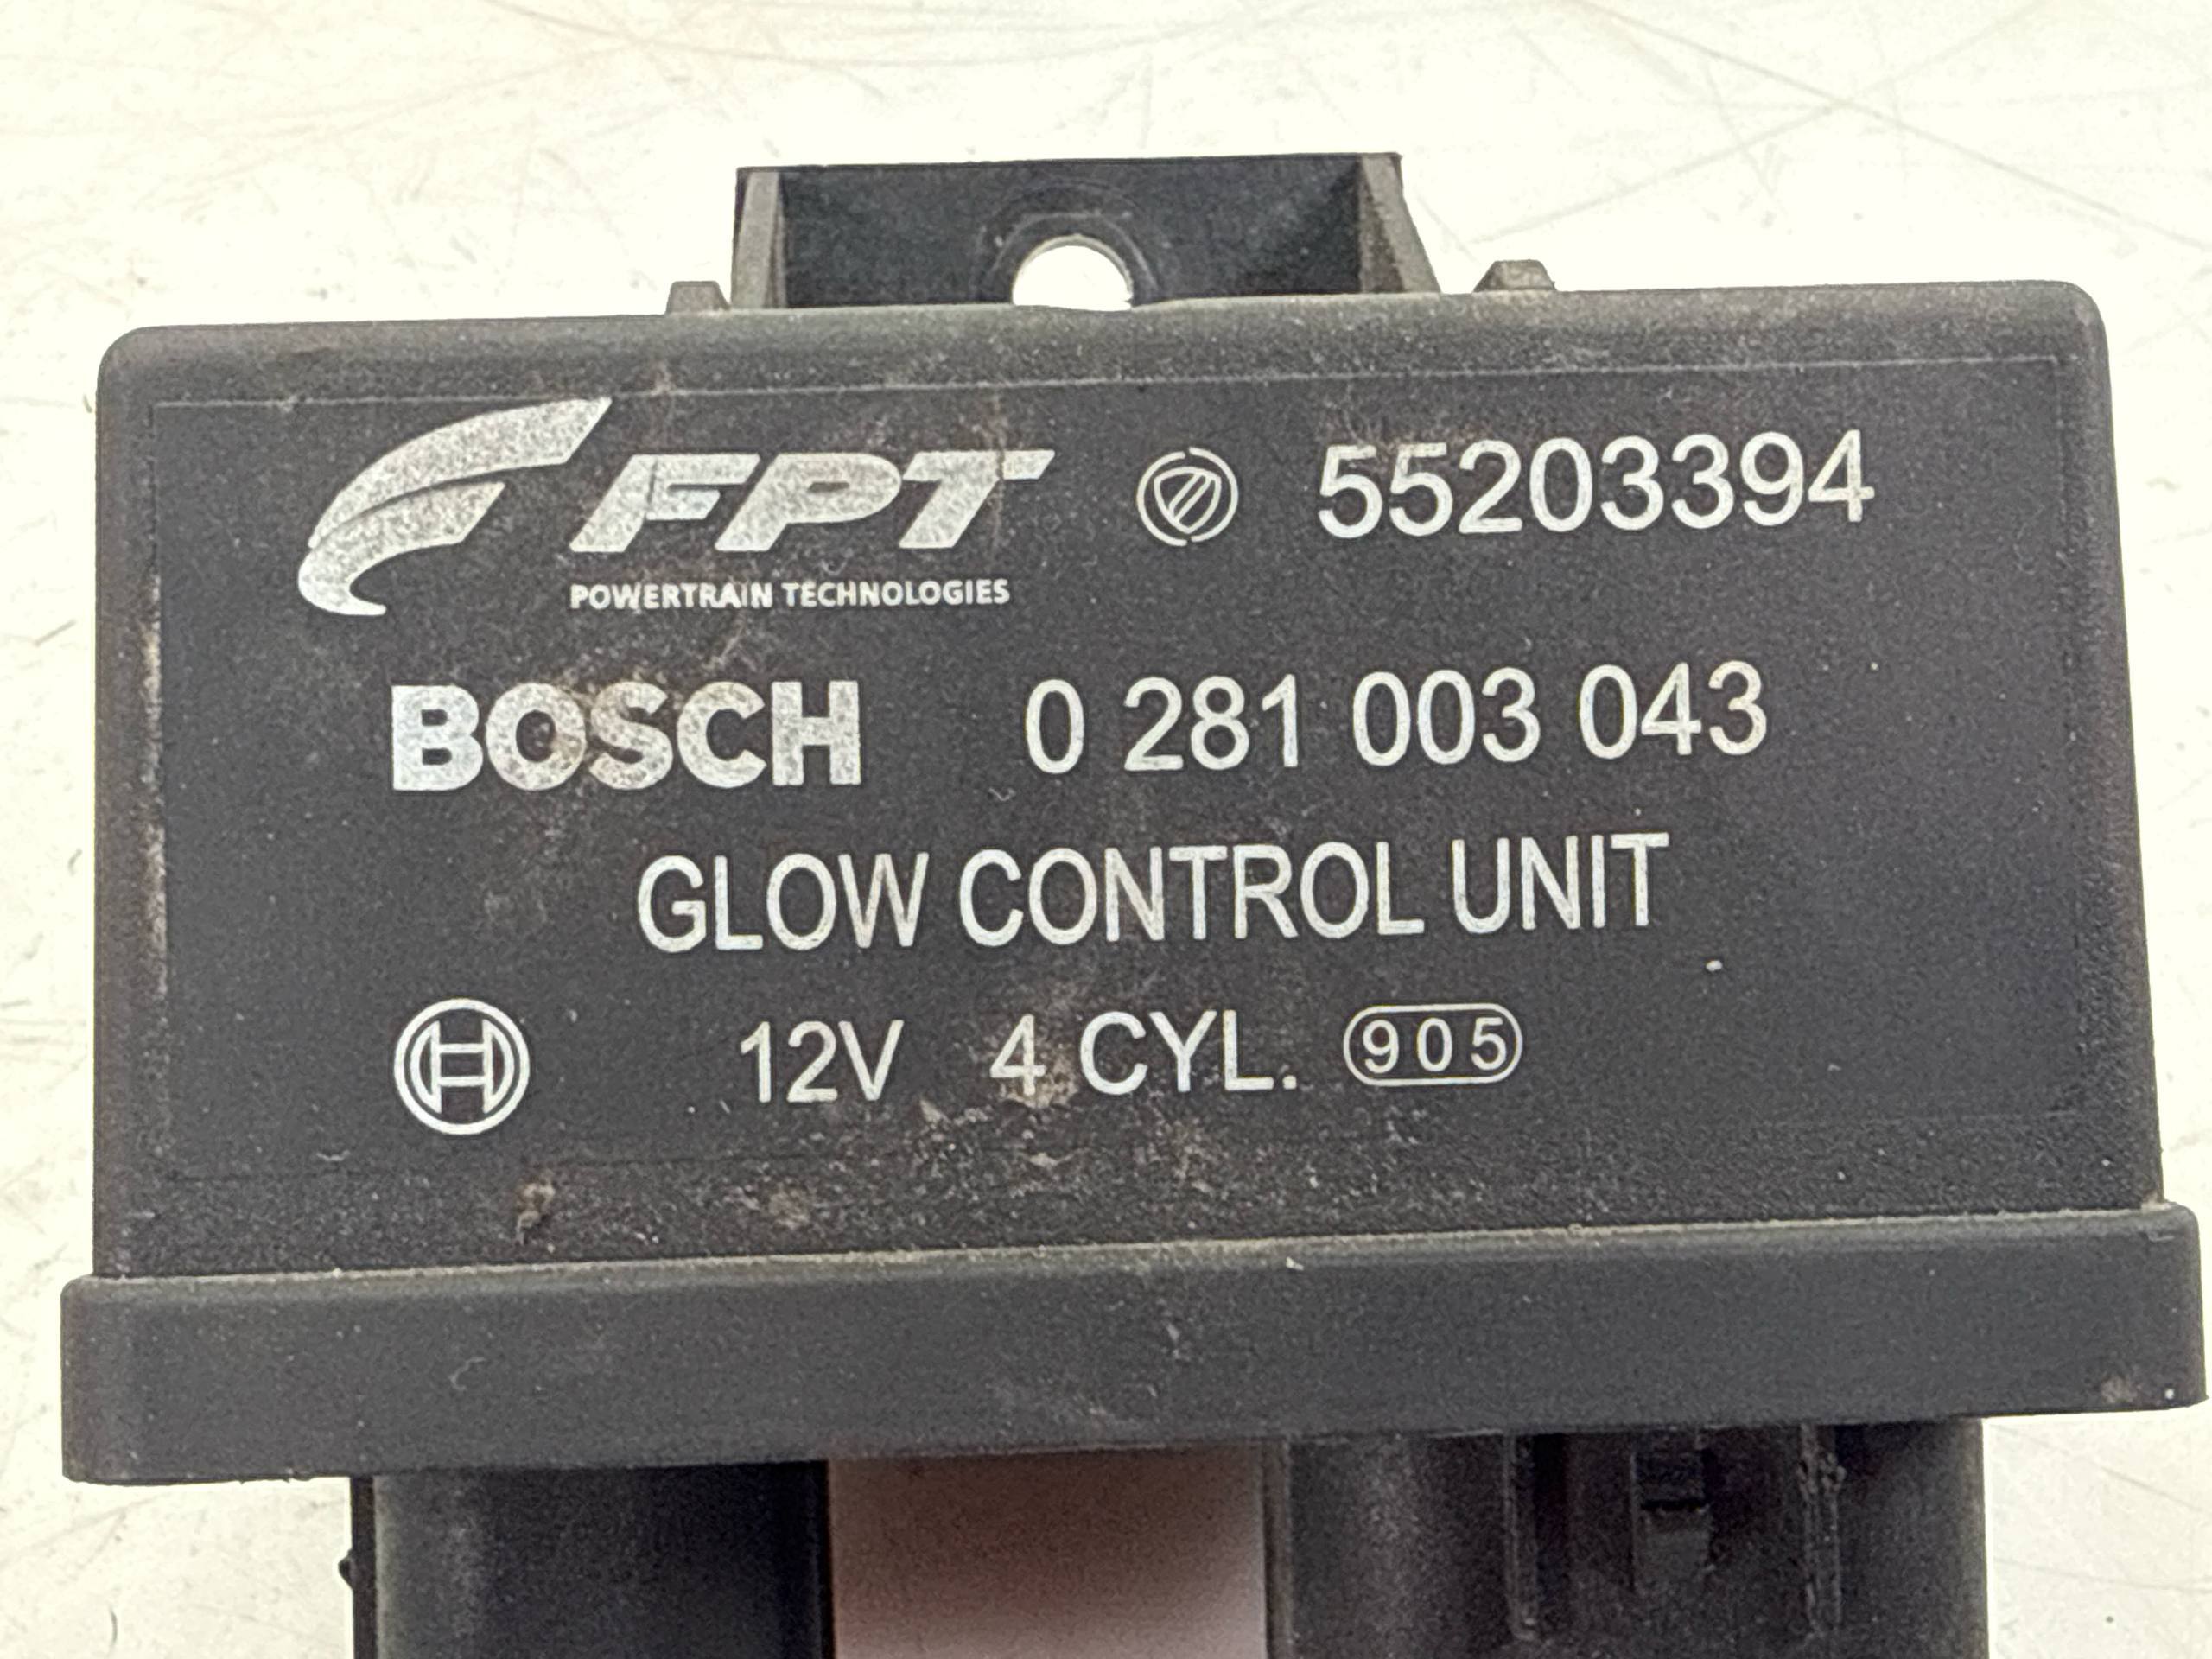 FPT 55203394
POWERTRAIN TECHNOLOGIES
BOSCH 0 281 003 043
GLOW CONTROL UNIT
12V 4 CYL. 905